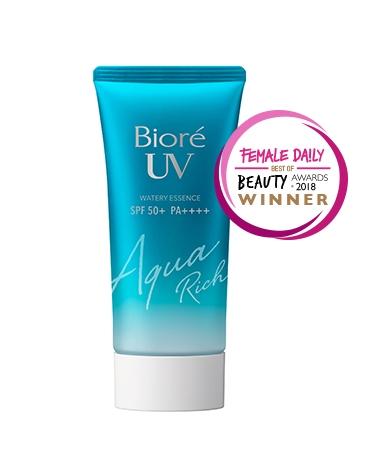 Bioré
UV
WATERY ESSENCE
SPF 50+ PA++++
Aqua
Rich
FEMALE DAILY
BEST OF
BEAUTY AWARDS
2018
WINNER